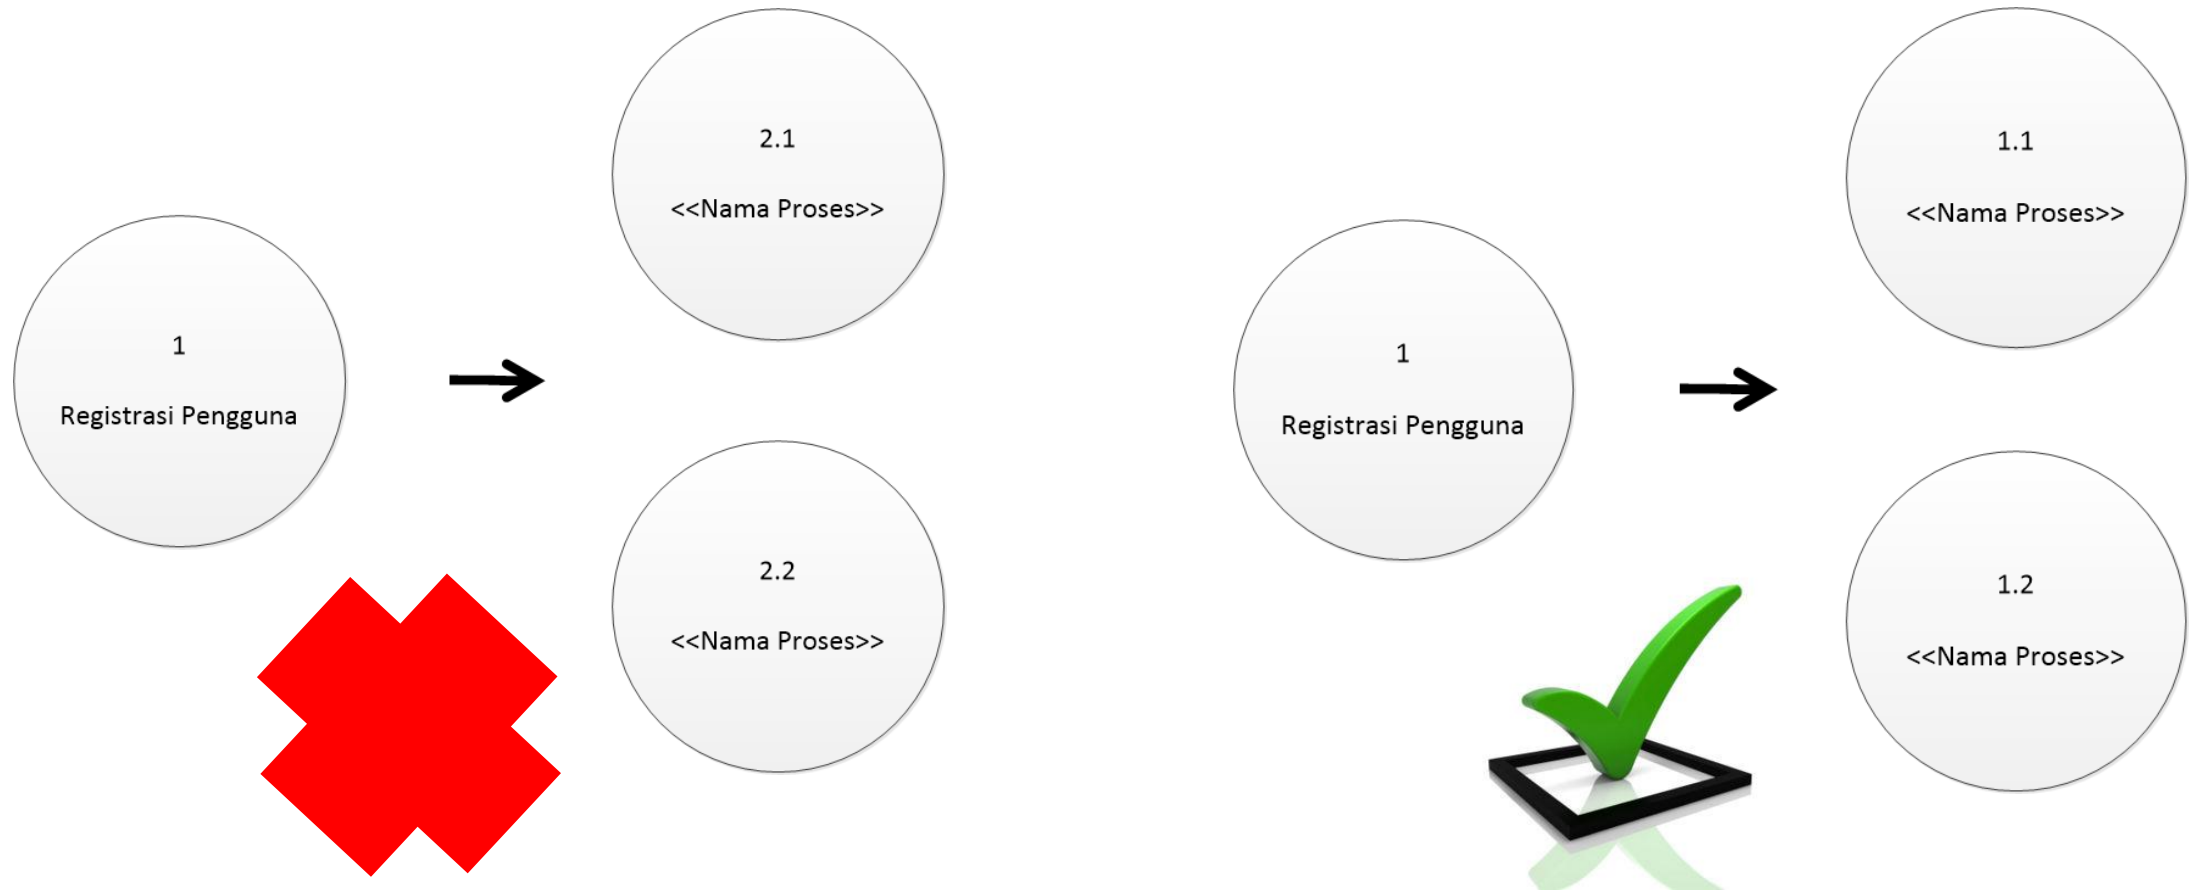 1
Registrasi Pengguna
2.1
<<Nama Proses>>
2.2
<<Nama Proses>>
1
Registrasi Pengguna
1.1
<<Nama Proses>>
1.2
<<Nama Proses>>